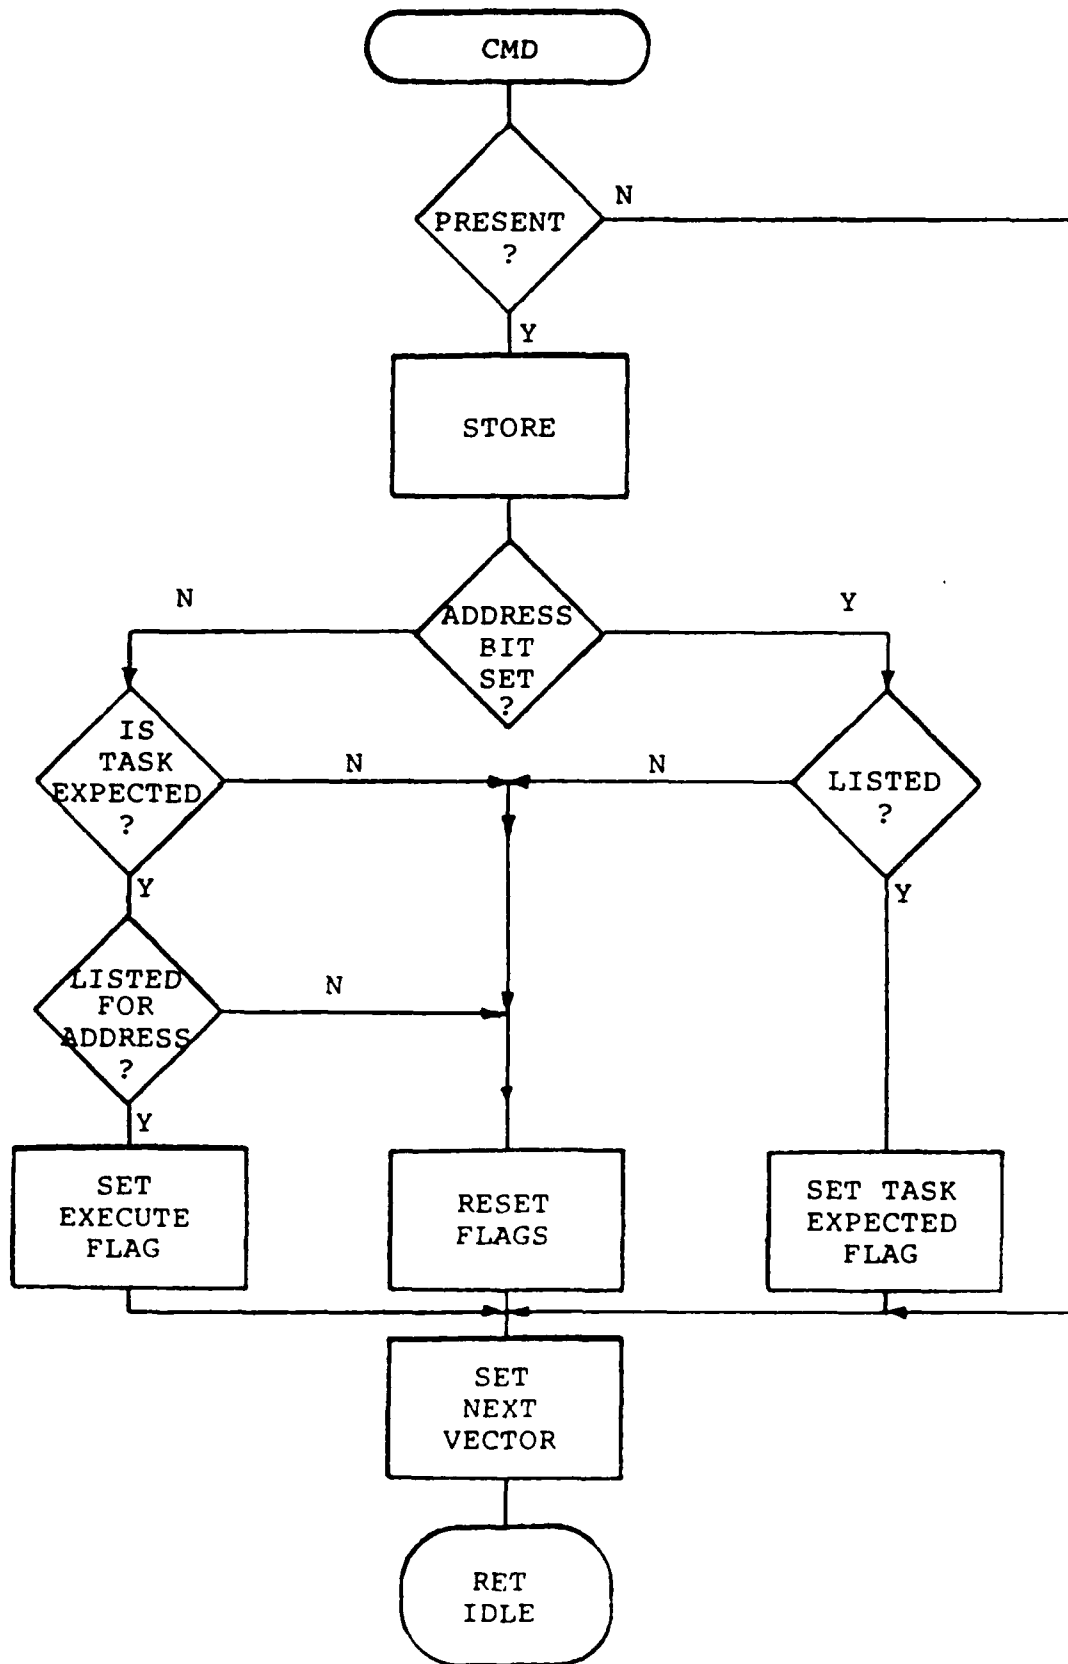 CMD
N
PRESENT
?
Y
STORE
N
Y
ADDRESS
BIT
SET
?
IS
TASK
EXPECTED
?
N
N
LISTED
?
Y
Y
LISTED
FOR
ADDRESS
?
N
Y
SET
EXECUTE
FLAG
RESET
FLAGS
SET TASK
EXPECTED
FLAG
SET
NEXT
VECTOR
RET
IDLE